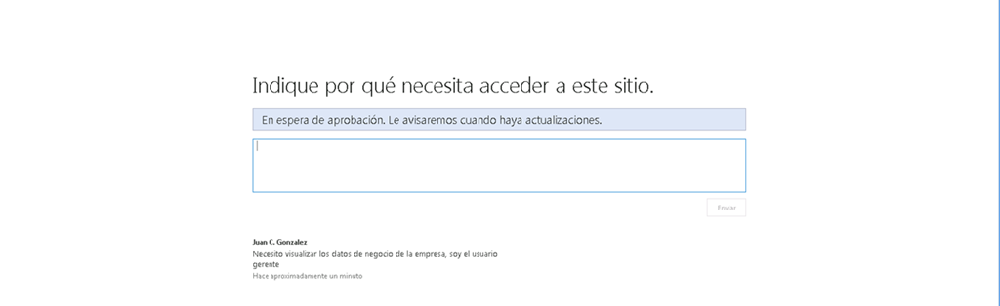 Indique por qué necesita acceder a este sitio.
En espera de aprobación. Le avisaremos cuando haya actualizaciones.
Enviar
Juan C. Gonzalez
Necesito visualizar los datos de negocio de la empresa, soy el usuario
gerente
Hace aproximadamente un minuto